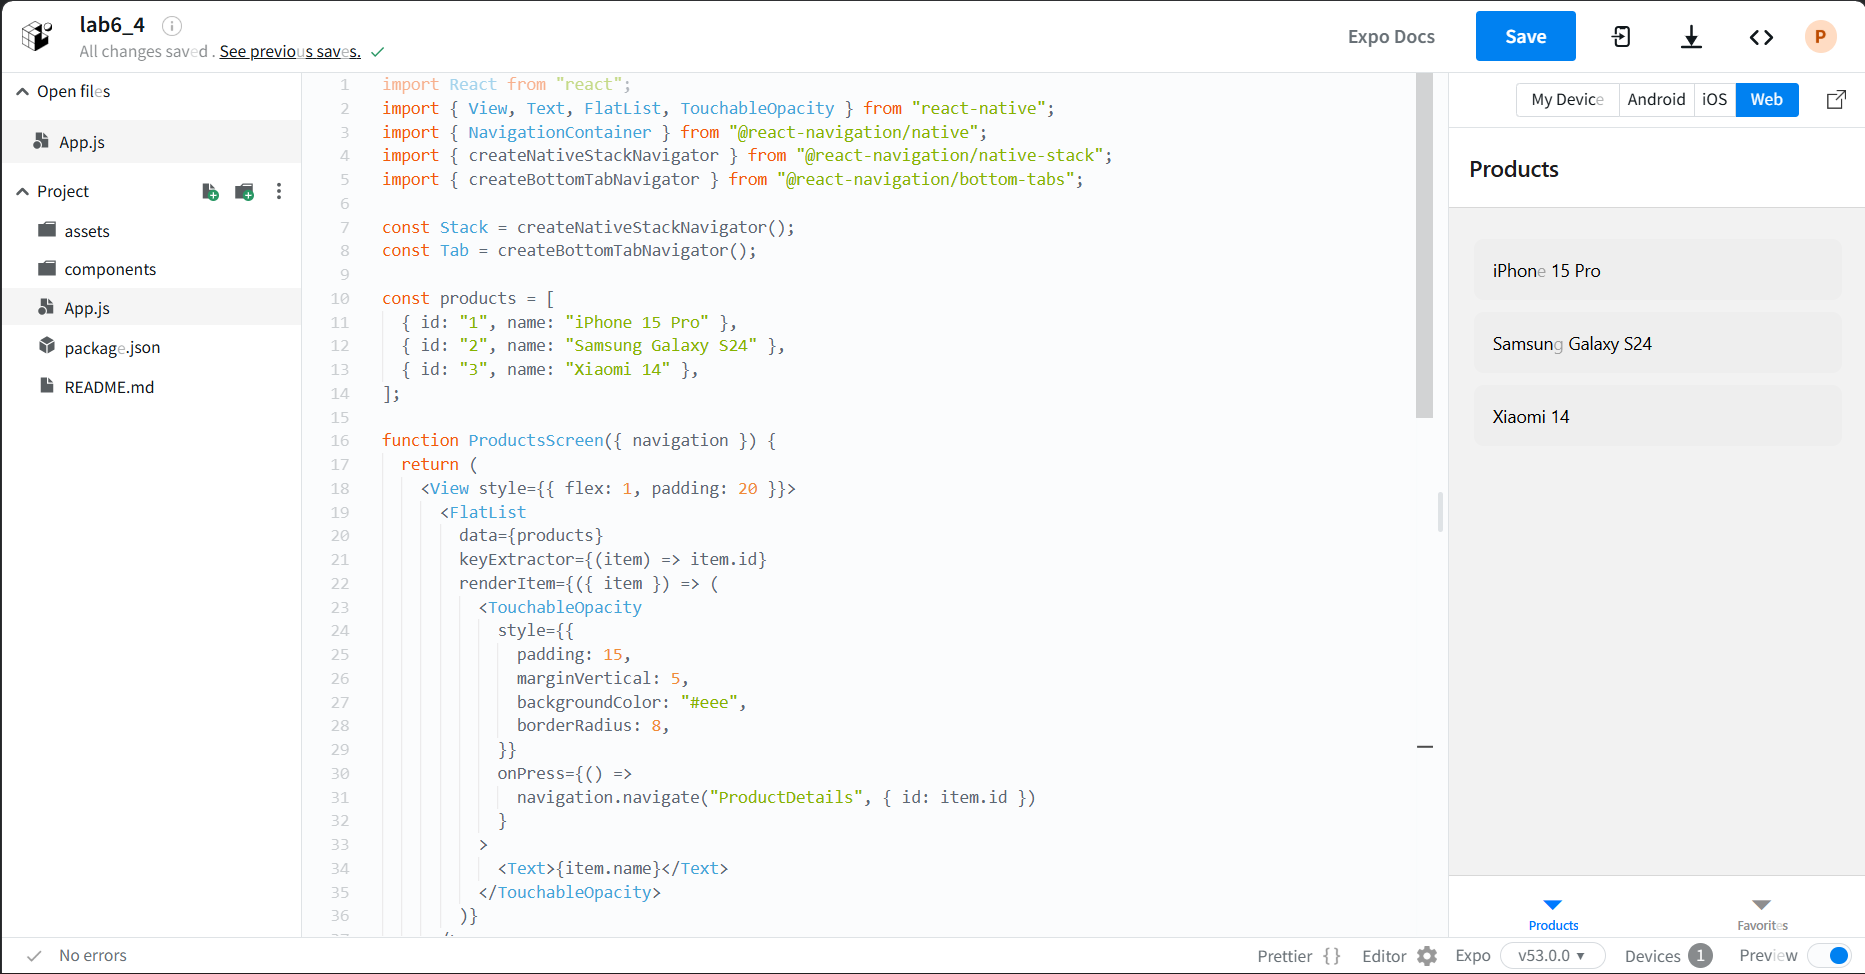 lab6_4
All changes saved . See previous saves.
Expo Docs
Save
P
Open files
App.js
Project
assets
components
App.js
package.json
README.md
1 import React from "react";
2 import { View, Text, FlatList, TouchableOpacity } from "react-native";
3 import { NavigationContainer } from "@react-navigation/native";
4 import { createNativeStackNavigator } from "@react-navigation/native-stack";
5 import { createBottomTabNavigator } from "@react-navigation/bottom-tabs";
6
7 const Stack = createNativeStackNavigator();
8 const Tab = createBottomTabNavigator();
9
10 const products = [
11 { id: "1", name: "iPhone 15 Pro" },
12 { id: "2", name: "Samsung Galaxy S24" },
13 { id: "3", name: "Xiaomi 14" },
14 ];
15
16 function ProductsScreen({ navigation }) {
17 return (
18 <View style={{ flex: 1, padding: 20 }}>
19 <FlatList
20 data={products}
21 keyExtractor={(item) => item.id}
22 renderItem={({ item }) => (
23 <TouchableOpacity
24 style={{
25 padding: 15,
26 marginVertical: 5,
27 backgroundColor: "#eee",
28 borderRadius: 8,
29 }}
30 onPress={() =>
31 navigation.navigate("ProductDetails", { id: item.id })
32 }
33 >
34 <Text>{item.name}</Text>
35 </TouchableOpacity>
36 )}
My Device Android iOS Web
Products
iPhone 15 Pro
Samsung Galaxy S24
Xiaomi 14
Products
Favorites
No errors
Prettier {} Editor Expo v53.0.0 Devices 1 Preview